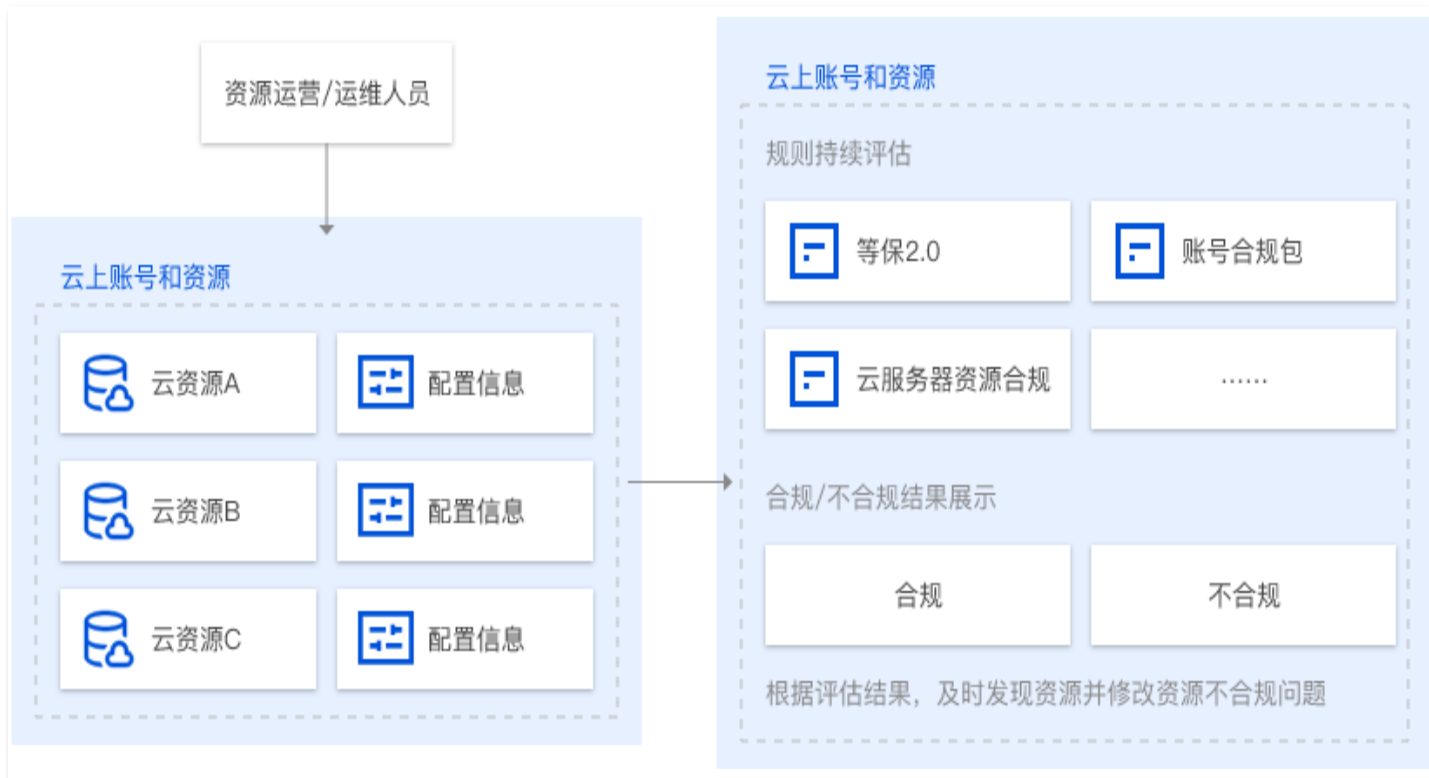 资源运营/运维人员
云上账号和资源
云资源A
配置信息
云资源B
配置信息
云资源C
配置信息
云上账号和资源
规则持续评估
等保2.0
账号合规包
云服务器资源合规
......
合规/不合规结果展示
合规
不合规
根据评估结果，及时发现资源并修改资源不合规问题